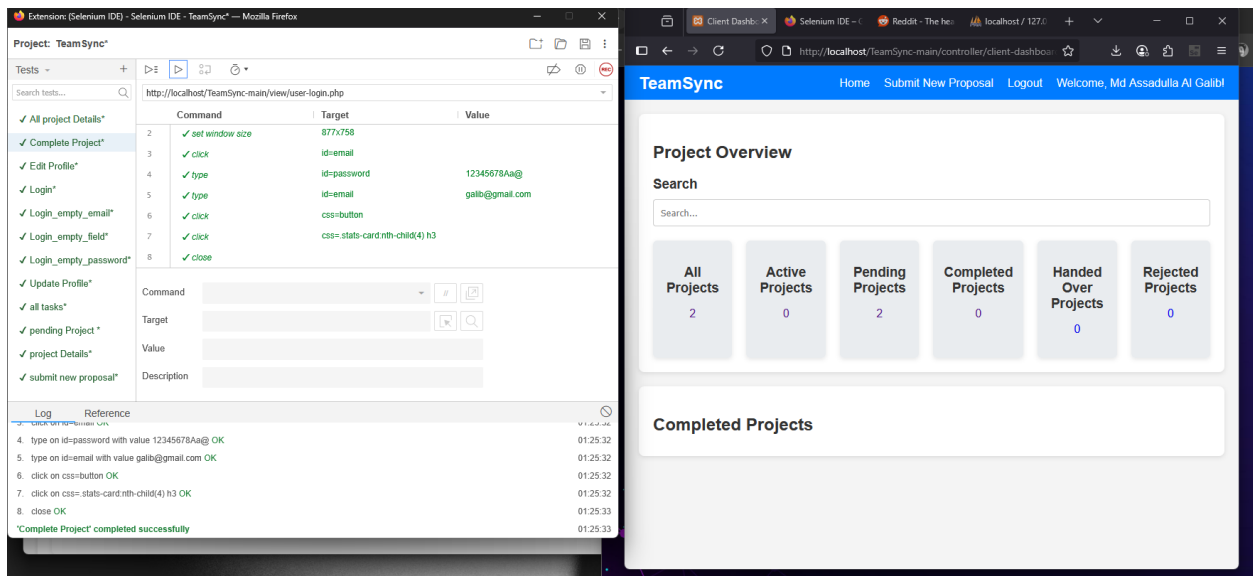 Extension: (Selenium IDE) - Selenium IDE - TeamSync* — Mozilla Firefox
Project: TeamSync*
Tests
Search tests...
✓ All project Details*
✓ Complete Project*
✓ Edit Profile*
✓ Login*
✓ Login_empty_email*
✓ Login_empty_field*
✓ Login_empty_password*
✓ Update Profile*
✓ all tasks*
✓ pending Project *
✓ project Details*
✓ submit new proposal*
REC
http://localhost/TeamSync-main/view/user-login.php
Command Target Value
2 ✓ set window size 877x758
3 ✓ click id=email
4 ✓ type id=password 12345678Aa@
5 ✓ type id=email galib@gmail.com
6 ✓ click css=button
7 ✓ click css=.stats-card:nth-child(4) h3
8 ✓ close
Command //
Target
Value
Description
Log Reference
3. click on id=email OK 01:25:32
4. type on id=password with value 12345678Aa@ OK 01:25:32
5. type on id=email with value galib@gmail.com OK 01:25:32
6. click on css=button OK 01:25:32
7. click on css=.stats-card:nth-child(4) h3 OK 01:25:32
8. close OK 01:25:33
'Complete Project' completed successfully 01:25:33
Client Dashbo Selenium IDE – ( Reddit - The hea localhost / 127.0
http://localhost/TeamSync-main/controller/client-dashboar
TeamSync Home Submit New Proposal Logout Welcome, Md Assadulla Al Galib!
Project Overview
Search
Search...
All Projects
2
Active Projects
0
Pending Projects
2
Completed Projects
0
Handed Over Projects
0
Rejected Projects
0
Completed Projects